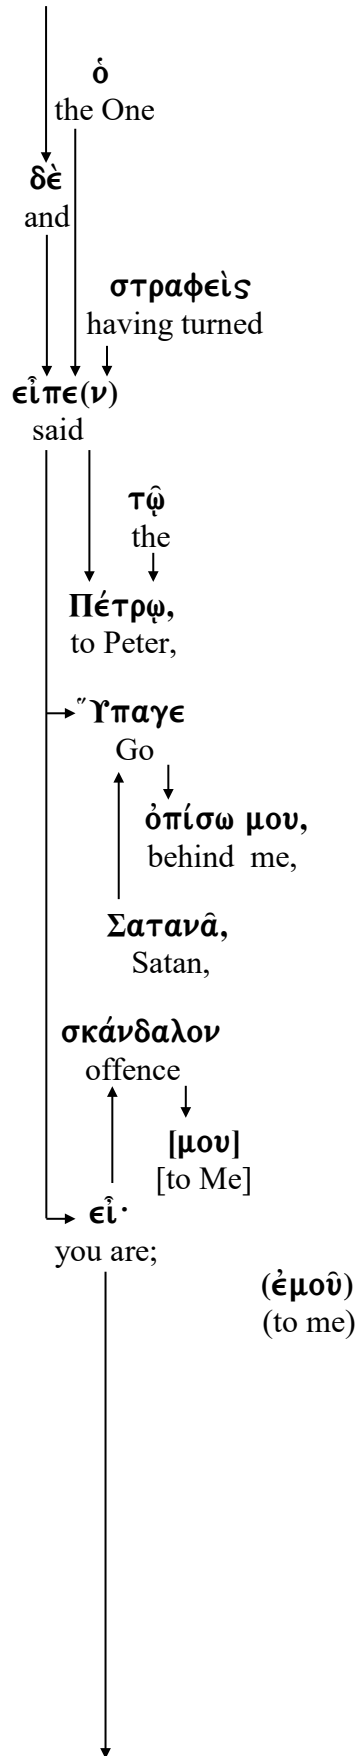 ὁ
the One
δὲ
and
στραφεὶς
having turned
εἶπε(ν)
said
τῷ
the
Πέτρῳ,
to Peter,
῞Υπαγε
Go
ὀπίσω μου,
behind me,
Σατανᾶ,
Satan,
σκάνδαλον
offence
[μου]
[to Me]
εἶ·
you are;
(ἐμοῦ)
(to me)